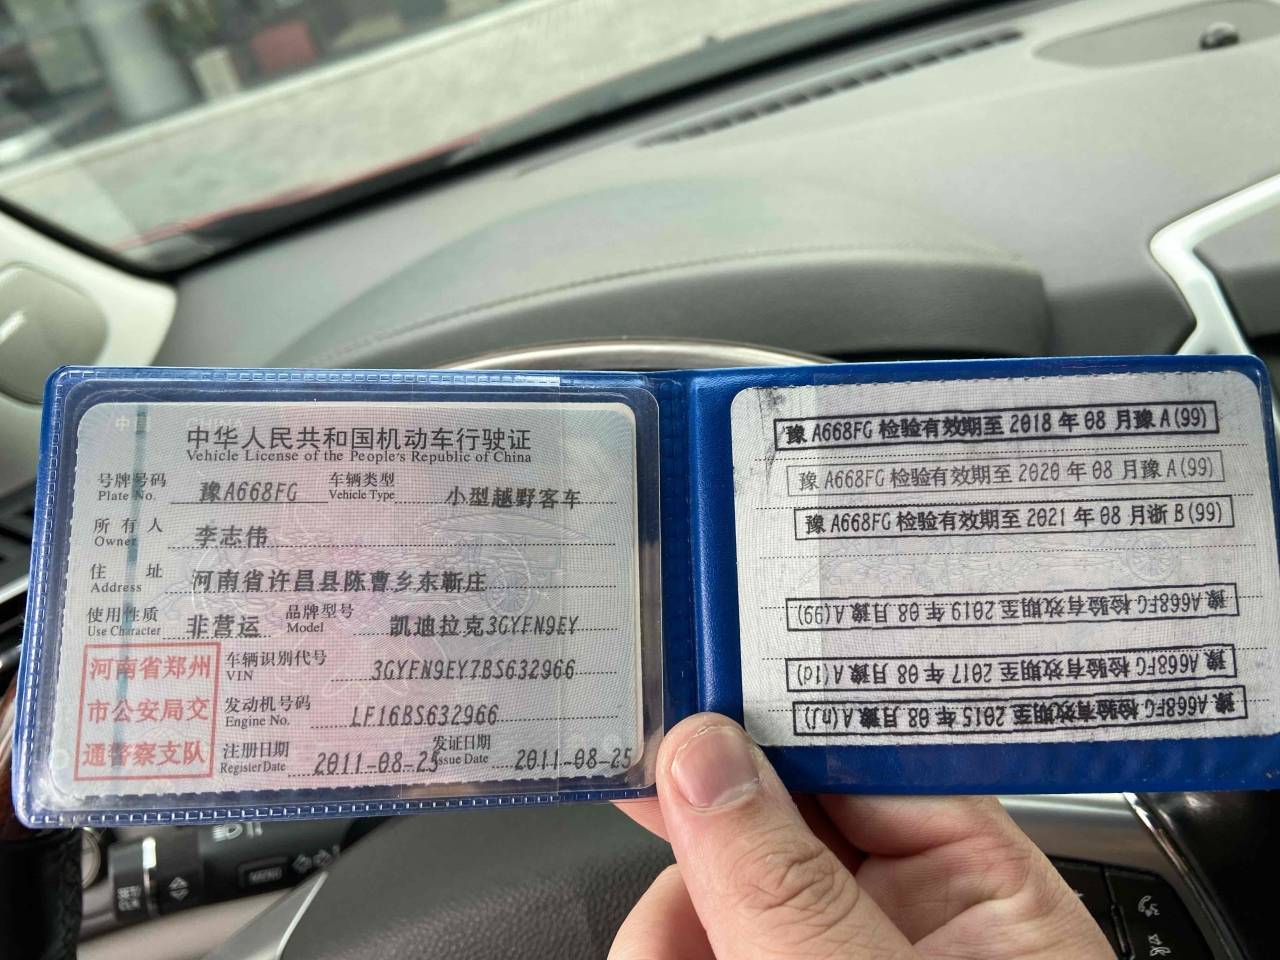 中国 CHINA
中华人民共和国机动车行驶证
Vehicle License of the People's Republic of China
号牌号码 豫A668FG 车辆类型 小型越野客车
Plate No. Vehicle Type
所有人 李志伟
Owner
住址 河南省许昌县陈曹乡东靳庄
Address
使用性质 非营运 品牌型号 凯迪拉克3GYFN9EY
Use Character Model
河南省郑州
市公安局交
通警察支队
车辆识别代号 3GYFN9EY7BS632966
VIN
发动机号码 LF16BS632966
Engine No.
注册日期 2011-08-25 发证日期 2011-08-25
Register Date Issue Date
豫A668FG检验有效期至2018年08月豫A(99)
豫A668FG检验有效期至2020年08月豫A(99)
豫A668FG检验有效期至2021年08月浙B(99)
豫A668FG检验有效期至2019年08月豫A(99)
豫A668FG检验有效期至2017年08月豫A(1d)
豫A668FG检验有效期至2015年08月豫A(nJ)
MENU